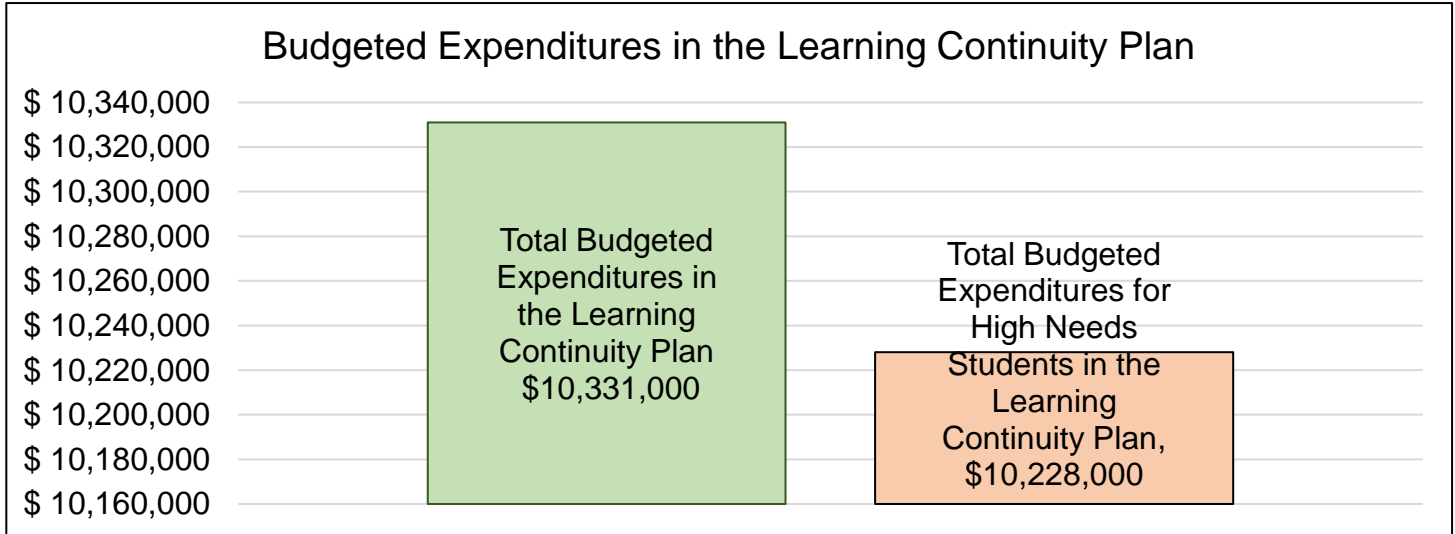 Budgeted Expenditures in the Learning Continuity Plan
$ 10,340,000
$ 10,320,000
$ 10,300,000
$ 10,280,000
$ 10,260,000
$ 10,240,000
$ 10,220,000
$ 10,200,000
$ 10,180,000
$ 10,160,000
Total Budgeted
Expenditures in
the Learning
Continuity Plan
$10,331,000
Total Budgeted
Expenditures for
High Needs
Students in the
Learning
Continuity Plan,
$10,228,000